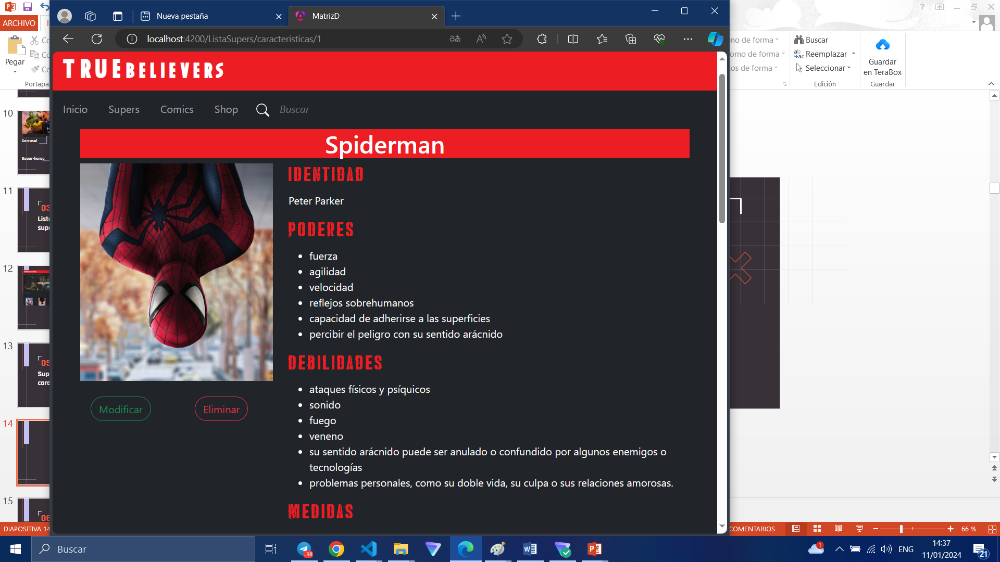 ARCHIVO
Nueva pestaña
MatrizD
localhost:4200/ListaSupers/caracteristicas/1
Pegar
Portapa
no de forma
orno de forma
tos de forma
Buscar
Reemplazar
Seleccionar
Edición
Guardar
en TeraBox
Guardar
TRUE BELIEVERS
Inicio
Supers
Comics
Shop
Buscar
Spiderman
IDENTIDAD
Peter Parker
PODERES
fuerza
agilidad
velocidad
reflejos sobrehumanos
capacidad de adherirse a las superficies
percibir el peligro con su sentido arácnido
DEBILIDADES
ataques físicos y psíquicos
sonido
fuego
veneno
su sentido arácnido puede ser anulado o confundido por algunos enemigos o
tecnologías
problemas personales, como su doble vida, su culpa o sus relaciones amorosas.
MEDIDAS
Modificar
Eliminar
10
Carrusel
Super-heroe
11
03
List
supe
12
13
05
Sup
cara
14
15
06
DIAPOSITIVA 14
COMENTARIOS
66 %
Buscar
98
1
ENG
14:37
11/01/2024
21